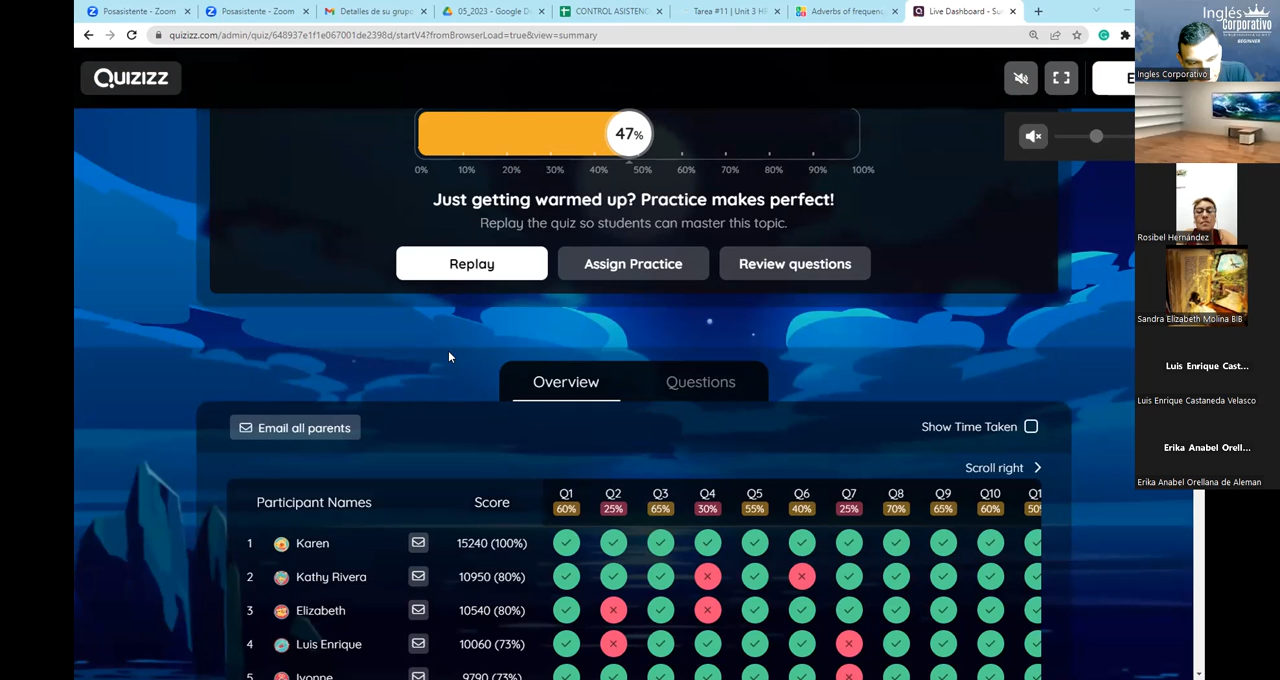 Posasistente - Zoom
Posasistente - Zoom
Detalles de su grupo
05_2023 - Google D
CONTROL ASISTENC
Tarea #11 | Unit 3 H
Adverbs of frequenc
Live Dashboard - Su
quizizz.com/admin/quiz/648937e1f1e067001de2398d/startV4?fromBrowserLoad=true&view=summary
QUIZIZZ
E
47%
0% 10% 20% 30% 40% 50% 60% 70% 80% 90% 100%
Just getting warmed up? Practice makes perfect!
Replay the quiz so students can master this topic.
Replay
Assign Practice
Review questions
Overview
Questions
Email all parents
Show Time Taken
Scroll right
Participant Names Score Q1 Q2 Q3 Q4 Q5 Q6 Q7 Q8 Q9 Q10 Q1
60% 25% 65% 30% 55% 40% 25% 70% 65% 60% 50%
1 Karen 15240 (100%)
2 Kathy Rivera 10950 (80%)
3 Elizabeth 10540 (80%)
4 Luis Enrique 10060 (73%)
5 Ivonne 9790 (73%)
Inglés
Corporativo
BEGINNER
Ingles Corporativo
Rosibel Hernández
Sandra Elizabeth Molina BIB
Luis Enrique Cast...
Luis Enrique Castaneda Velasco
Erika Anabel Orell...
Erika Anabel Orellana de Aleman